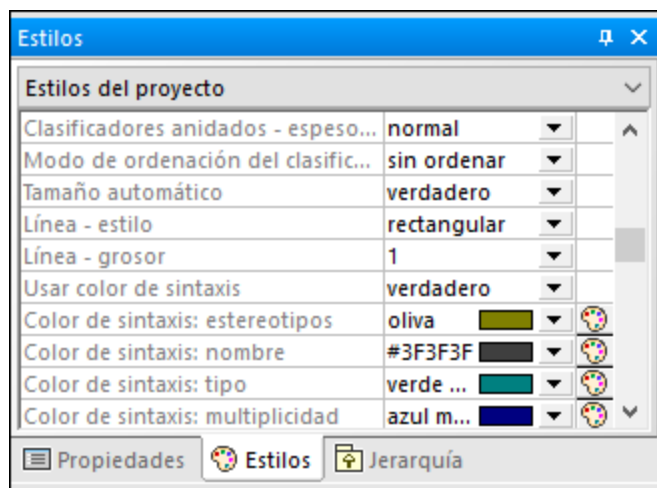 Estilos
Estilos del proyecto
Clasificadores anidados - espeso... normal
Modo de ordenación del clasific... sin ordenar
Tamaño automático verdadero
Línea - estilo rectangular
Línea - grosor 1
Usar color de sintaxis verdadero
Color de sintaxis: estereotipos oliva
Color de sintaxis: nombre #3F3F3F
Color de sintaxis: tipo verde ...
Color de sintaxis: multiplicidad azul m...
Propiedades Estilos Jerarquía